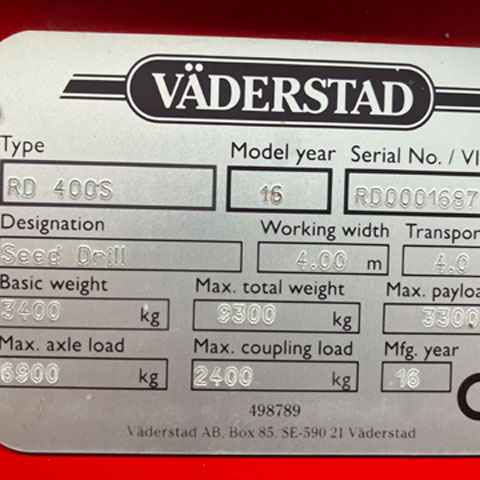 VÄDERSTAD
Type Model year Serial No. / VI
RD 400S 16 RD0001687
Designation Working width Transpor
Seed Drill 4.00 m 4.0
Basic weight Max. total weight Max. paylo
3400 kg 9300 kg 3300
Max. axle load Max. coupling load Mfg. year
6900 kg 2400 kg 16
498789
Väderstad AB, Box 85, SE-590 21 Väderstad